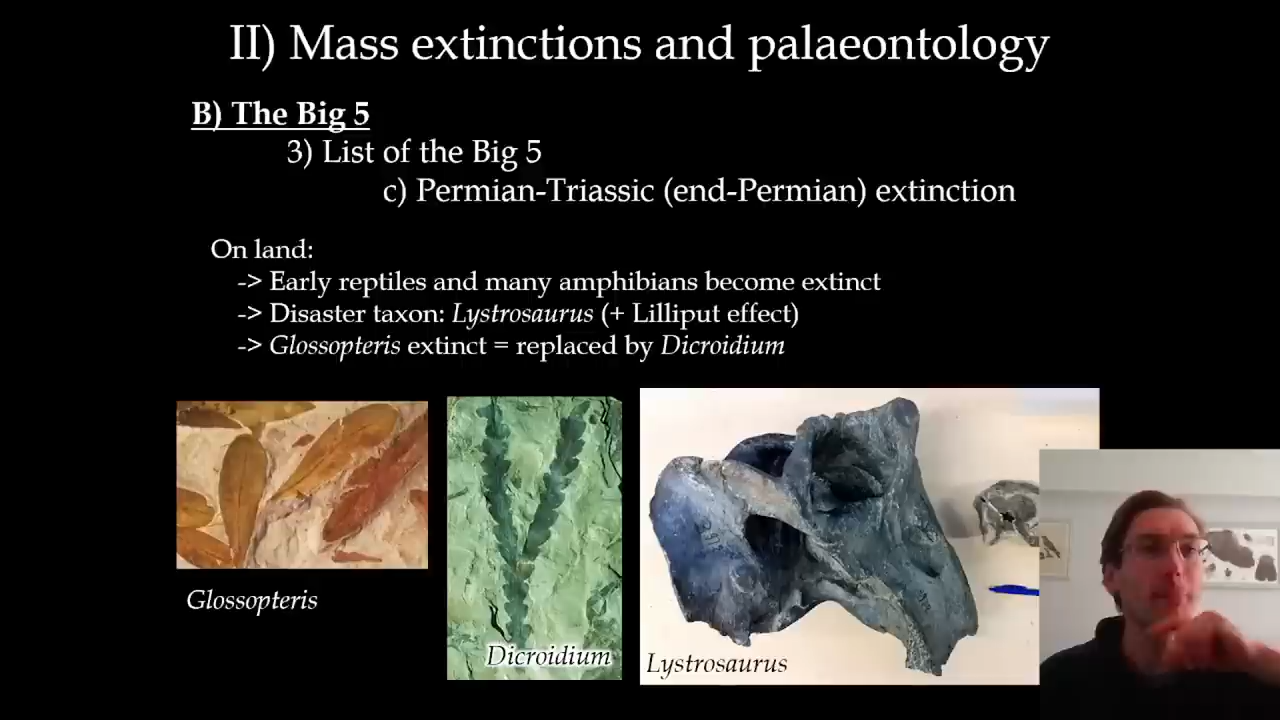 II) Mass extinctions and palaeontology
B) The Big 5
3) List of the Big 5
c) Permian-Triassic (end-Permian) extinction
On land:
-> Early reptiles and many amphibians become extinct
-> Disaster taxon: Lystrosaurus (+ Lilliput effect)
-> Glossopteris extinct = replaced by Dicroidium
Glossopteris
Dicroidium
Lystrosaurus